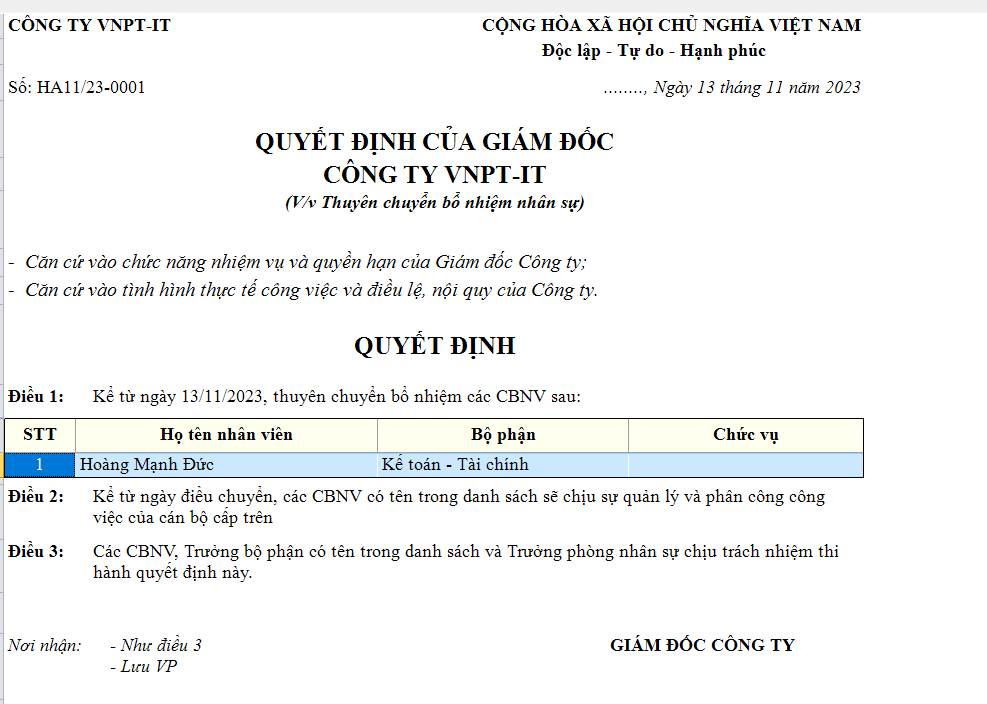 CÔNG TY VNPT-IT
CỘNG HÒA XÃ HỘI CHỦ NGHĨA VIỆT NAM
Độc lập - Tự do - Hạnh phúc
Số: HA11/23-0001
........, Ngày 13 tháng 11 năm 2023
QUYẾT ĐỊNH CỦA GIÁM ĐỐC
CÔNG TY VNPT-IT
(V/v Thuyên chuyển bổ nhiệm nhân sự)
- Căn cứ vào chức năng nhiệm vụ và quyền hạn của Giám đốc Công ty;
- Căn cứ vào tình hình thực tế công việc và điều lệ, nội quy của Công ty.
QUYẾT ĐỊNH
Điều 1: Kể từ ngày 13/11/2023, thuyên chuyển bổ nhiệm các CBNV sau:
STT Họ tên nhân viên Bộ phận Chức vụ
1 Hoàng Mạnh Đức Kế toán - Tài chính
Điều 2: Kể từ ngày điều chuyển, các CBNV có tên trong danh sách sẽ chịu sự quản lý và phân công công
việc của cán bộ cấp trên
Điều 3: Các CBNV, Trưởng bộ phận có tên trong danh sách và Trưởng phòng nhân sự chịu trách nhiệm thi
hành quyết định này.
Nơi nhận: - Như điều 3
- Lưu VP
GIÁM ĐỐC CÔNG TY